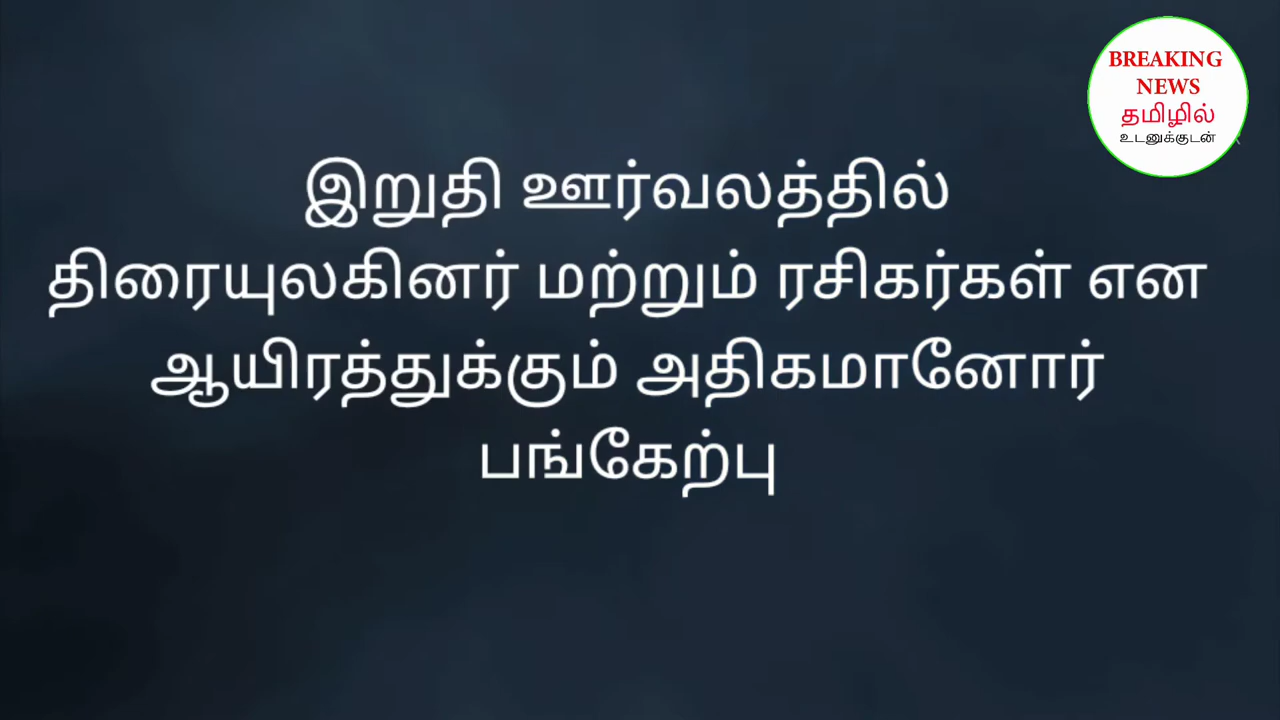 BREAKING
NEWS
தமிழில்
உடனுக்குடன்
இறுதி ஊர்வலத்தில்
திரையுலகினர் மற்றும் ரசிகர்கள் என
ஆயிரத்துக்கும் அதிகமானோர்
பங்கேற்பு